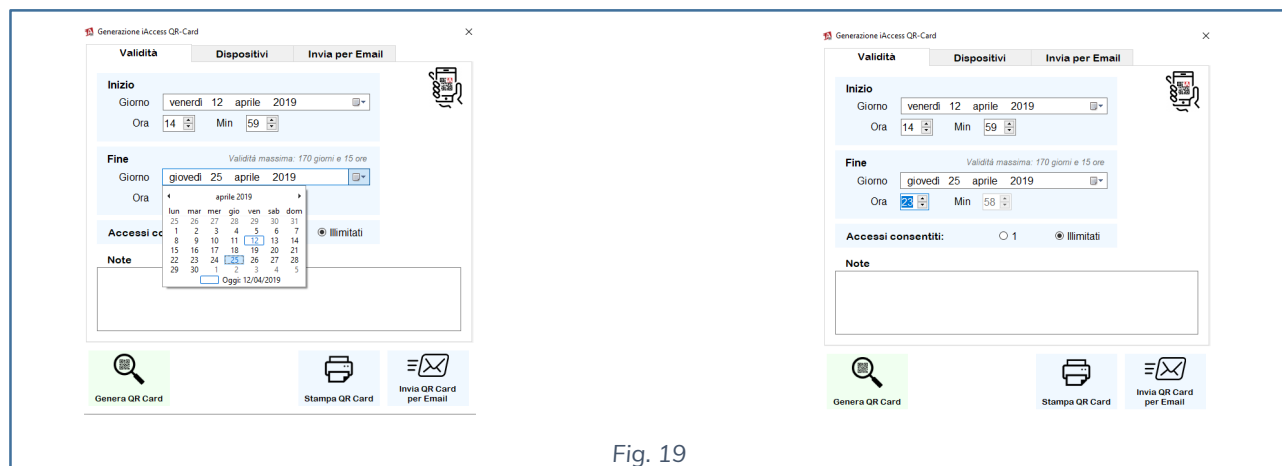 Generazione iAccess QR-Card
Validità Dispositivi Invia per Email
Inizio
Giorno venerdì 12 aprile 2019
Ora 14 Min 59
Fine Validità massima: 170 giorni e 15 ore
Giorno giovedì 25 aprile 2019
Ora
aprile 2019
lun mar mer gio ven sab dom
25 26 27 28 29 30 31
1 2 3 4 5 6 7
8 9 10 11 12 13 14
15 16 17 18 19 20 21
22 23 24 25 26 27 28
29 30 1 2 3 4 5
Oggi: 12/04/2019
Accessi co Illimitati
Note
Genera QR Card
Stampa QR Card
Invia QR Card
per Email
Generazione iAccess QR-Card
Validità Dispositivi Invia per Email
Inizio
Giorno venerdì 12 aprile 2019
Ora 14 Min 59
Fine Validità massima: 170 giorni e 15 ore
Giorno giovedì 25 aprile 2019
Ora 23 Min 58
Accessi consentiti: 1 Illimitati
Note
Genera QR Card
Stampa QR Card
Invia QR Card
per Email
Fig. 19